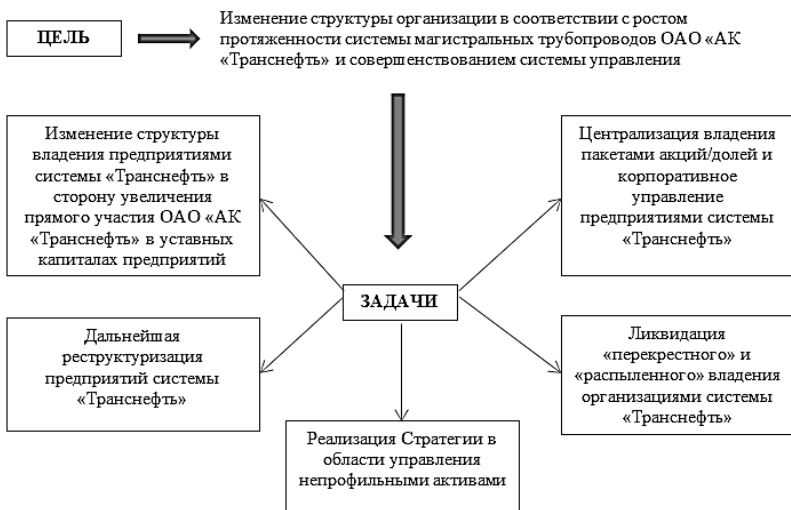 ЦЕЛЬ
Изменение структуры организации в соответствии с ростом
протяженности системы магистральных трубопроводов ОАО «АК
«Транснефть» и совершенствованием системы управления
Изменение структуры
владения предприятиями
системы «Транснефть» в
сторону увеличения
прямого участия ОАО «АК
«Транснефть» в уставных
капиталах предприятий
Централизация владения
пакетами акций/долей и
корпоративное
управление
предприятиями системы
«Транснефть»
ЗАДАЧИ
Дальнейшая
реструктуризация
предприятий системы
«Транснефть»
Ликвидация
«перекрестного» и
«распыленного» владения
организациями системы
«Транснефть»
Реализация Стратегии в
области управления
непрофильными активами